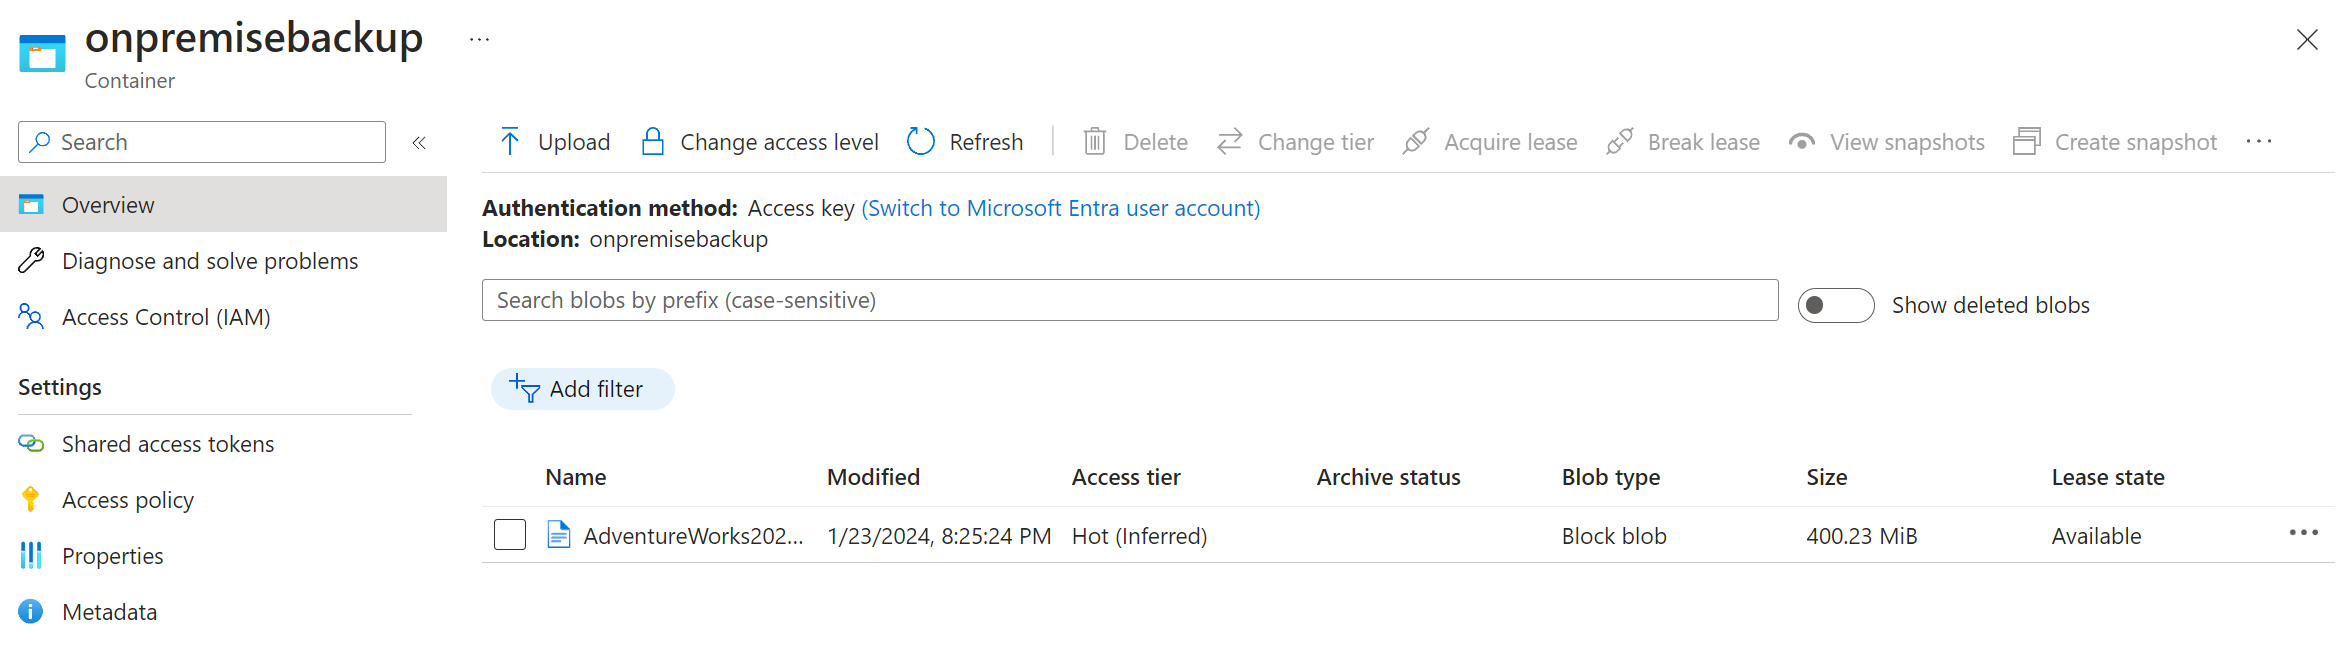 onpremisebackup ...
Container
Search «
Overview
Diagnose and solve problems
Access Control (IAM)
Settings
Shared access tokens
Access policy
Properties
Metadata
Upload Change access level Refresh Delete Change tier Acquire lease Break lease View snapshots Create snapshot ...
Authentication method: Access key (Switch to Microsoft Entra user account)
Location: onpremisebackup
Search blobs by prefix (case-sensitive) Show deleted blobs
Add filter
Name Modified Access tier Archive status Blob type Size Lease state
AdventureWorks202... 1/23/2024, 8:25:24 PM Hot (Inferred) Block blob 400.23 MiB Available ...